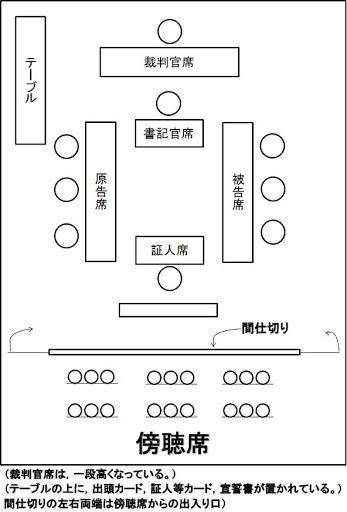 テーブル
裁判官席
書記官席
原告席
被告席
証人席
間仕切り
傍聴席
(裁判官席は，一段高くなっている。)
(テーブルの上に，出頭カード，証人等カード，宣誓書が置かれている。)
間仕切りの左右両端は傍聴席からの出入り口)